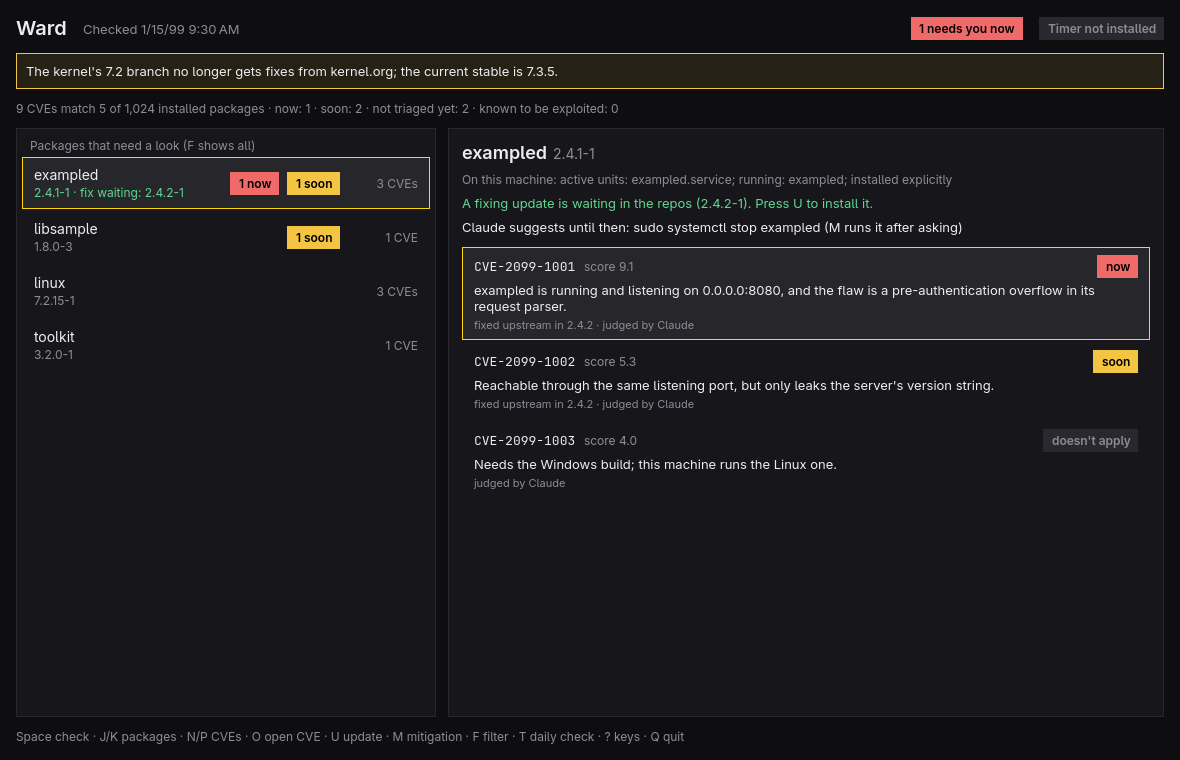 Ward Checked 1/15/99 9:30 AM 1 needs you now Timer not installed
The kernel's 7.2 branch no longer gets fixes from kernel.org; the current stable is 7.3.5.
9 CVEs match 5 of 1,024 installed packages · now: 1 · soon: 2 · not triaged yet: 2 · known to be exploited: 0
Packages that need a look (F shows all)
exampled 1 now 1 soon 3 CVEs
2.4.1-1 · fix waiting: 2.4.2-1
libsample 1 soon 1 CVE
1.8.0-3
linux 3 CVEs
7.2.15-1
toolkit 1 CVE
3.2.0-1
exampled 2.4.1-1
On this machine: active units: exampled.service; running: exampled; installed explicitly
A fixing update is waiting in the repos (2.4.2-1). Press U to install it.
Claude suggests until then: sudo systemctl stop exampled (M runs it after asking)
CVE-2099-1001 score 9.1 now
exampled is running and listening on 0.0.0.0:8080, and the flaw is a pre-authentication overflow in its
request parser.
fixed upstream in 2.4.2 · judged by Claude
CVE-2099-1002 score 5.3 soon
Reachable through the same listening port, but only leaks the server's version string.
fixed upstream in 2.4.2 · judged by Claude
CVE-2099-1003 score 4.0 doesn't apply
Needs the Windows build; this machine runs the Linux one.
judged by Claude
Space check · J/K packages · N/P CVEs · O open CVE · U update · M mitigation · F filter · T daily check · ? keys · Q quit